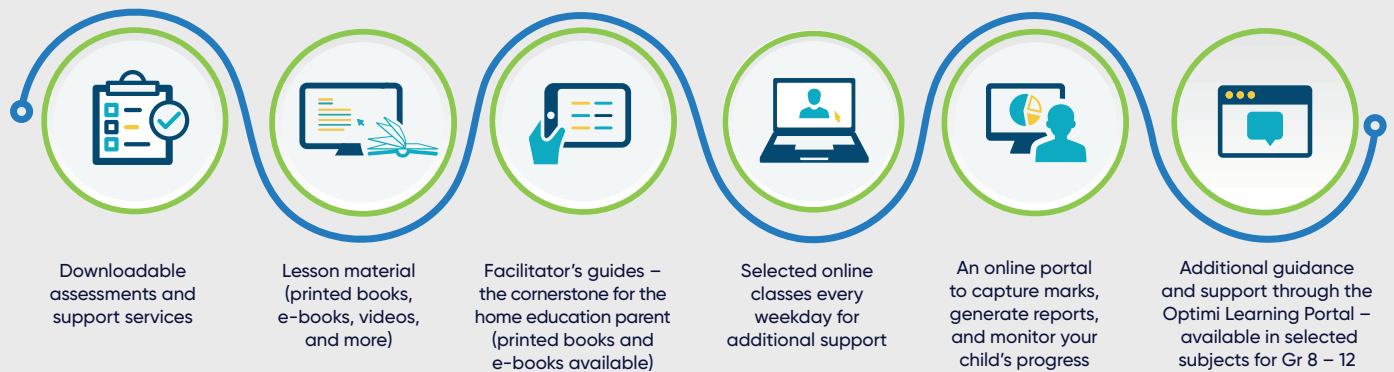 Downloadable
assessments and
support services
Lesson material
(printed books,
e-books, videos,
and more)
Facilitator's guides –
the cornerstone for the
home education parent
(printed books and
e-books available)
Selected online
classes every
weekday for
additional support
An online portal
to capture marks,
generate reports,
and monitor your
child's progress
Additional guidance
and support through the
Optimi Learning Portal –
available in selected
subjects for Gr 8 – 12